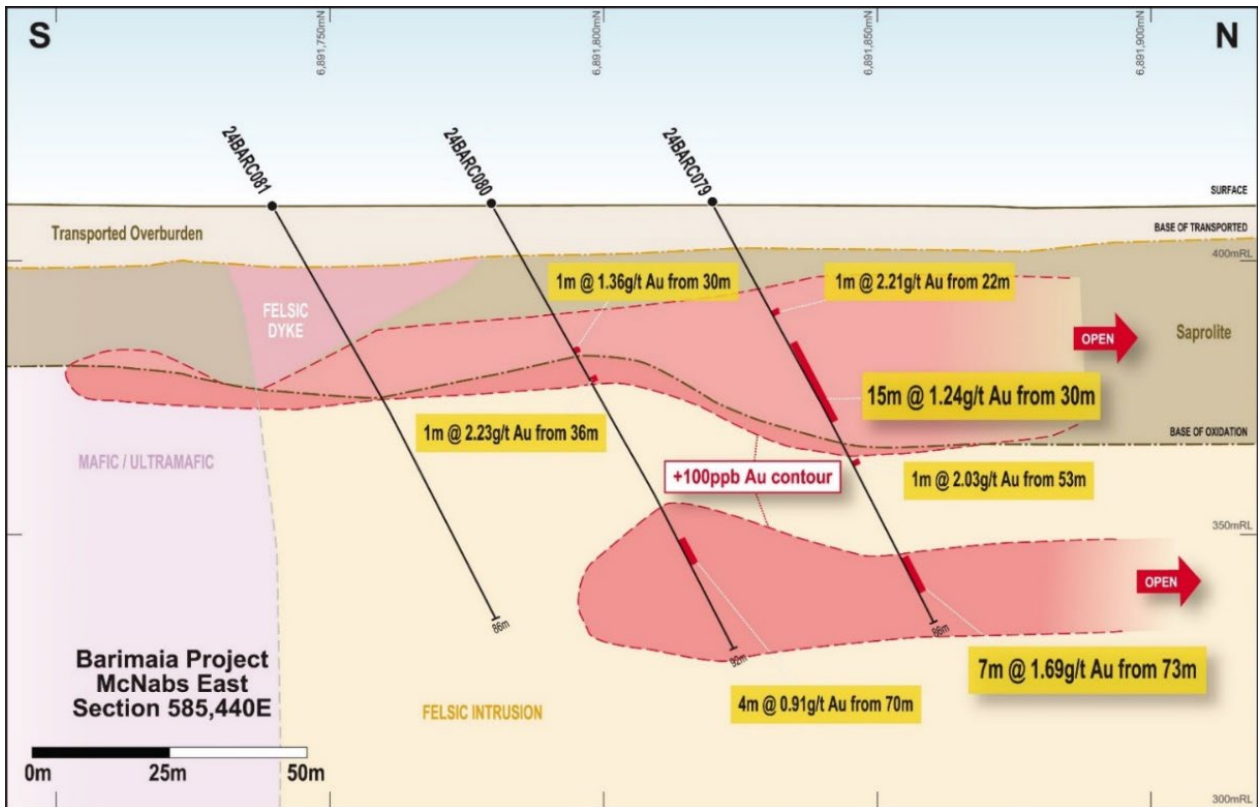 S
N
6,891,750mN
6,891,800mN
6,891,850mN
6,891,900mN
24BARC081
24BARC080
24BARC079
SURFACE
Transported Overburden
BASE OF TRANSPORTED
400mRL
1m @ 1.36g/t Au from 30m
1m @ 2.21g/t Au from 22m
FELSIC
DYKE
OPEN
Saprolite
15m @ 1.24g/t Au from 30m
1m @ 2.23g/t Au from 36m
BASE OF OXIDATION
MAFIC / ULTRAMAFIC
+100ppb Au contour
1m @ 2.03g/t Au from 53m
350mRL
OPEN
86m
92m
86m
Barimaia Project
McNabs East
Section 585,440E
7m @ 1.69g/t Au from 73m
4m @ 0.91g/t Au from 70m
FELSIC INTRUSION
0m
25m
50m
300mRL